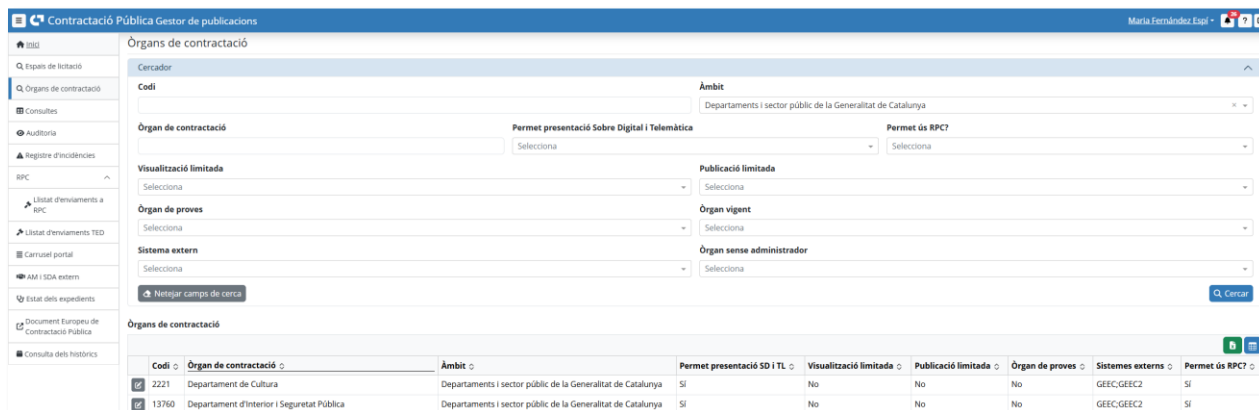 Contractació Pública Gestor de publicacions
Maria Fernández Espí
Inici
Espais de licitació
Òrgans de contractació
Consultes
Auditoria
Registre d'incidències
RPC
Llistat d'enviaments a
RPC
Llistat d'enviaments TED
Carrusel portal
AM i SDA extern
Estat dels expedients
Document Europeu de
Contractació Pública
Consulta dels històrics
Òrgans de contractació
Cercador
Codi Àmbit
Departaments i sector públic de la Generalitat de Catalunya
Òrgan de contractació Permet presentació Sobre Digital i Telemàtica Permet ús RPC?
Selecciona Selecciona
Visualització limitada Publicació limitada
Selecciona Selecciona
Òrgan de proves Òrgan vigent
Selecciona Selecciona
Sistema extern Òrgan sense administrador
Selecciona Selecciona
Netejar camps de cerca Cercar
Òrgans de contractació
Codi Òrgan de contractació Àmbit Permet presentació SD i TL Visualització limitada Publicació limitada Òrgan de proves Sistemes externs Permet ús RPC?
2221 Departament de Cultura Departaments i sector públic de la Generalitat de Catalunya Sí No No No GEEC;GEEC2 Sí
13760 Departament d'Interior i Seguretat Pública Departaments i sector públic de la Generalitat de Catalunya Sí No No No GEEC;GEEC2 Sí